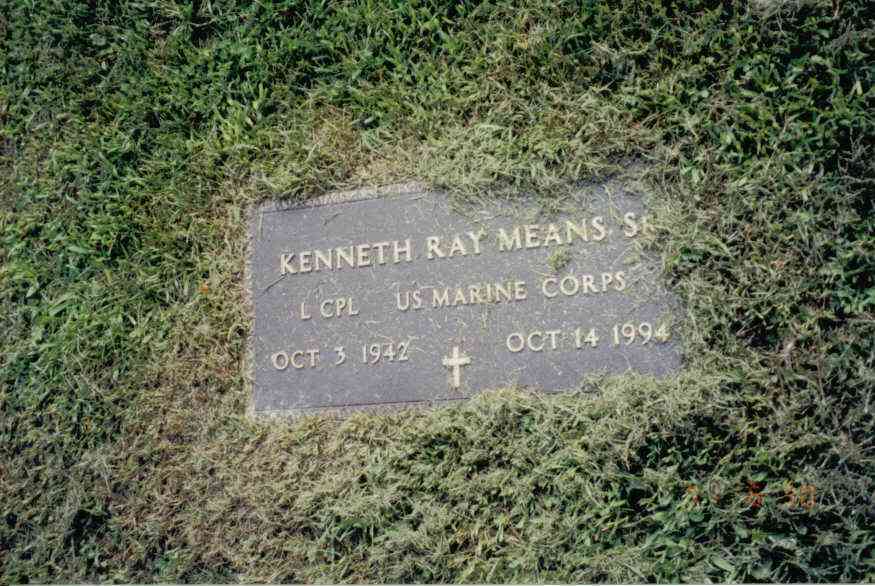 KENNETH RAY MEANS SR
L CPL US MARINE CORPS
OCT 3 1942 OCT 14 1994